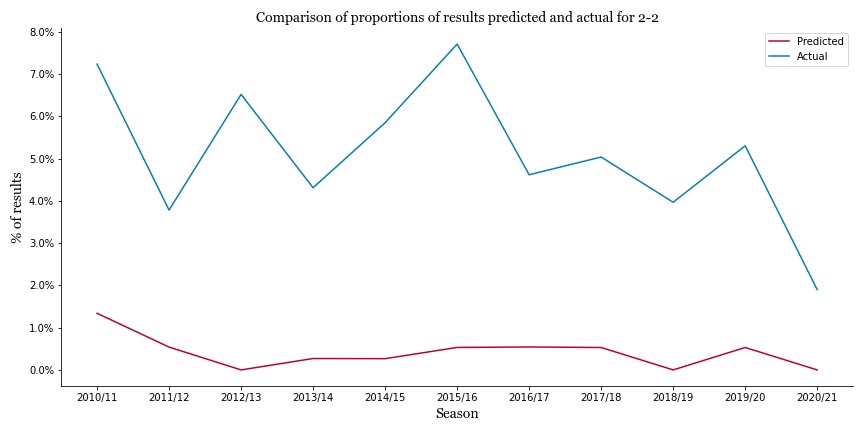 Comparison of proportions of results predicted and actual for 2-2
Predicted
Actual
8.0%
7.0%
6.0%
5.0%
4.0%
3.0%
2.0%
1.0%
0.0%
% of results
2010/11 2011/12 2012/13 2013/14 2014/15 2015/16 2016/17 2017/18 2018/19 2019/20 2020/21
Season